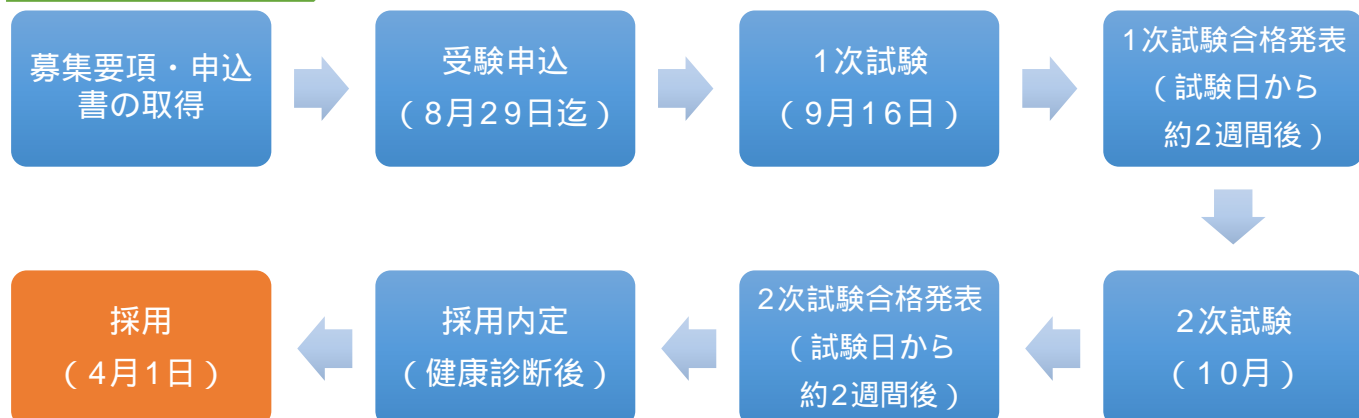 募集要項・申込
書の取得
受験申込
（8月29日迄）
1次試験
（9月16日）
1次試験合格発表
（試験日から
約2週間後）
2次試験
（10月）
2次試験合格発表
（試験日から
約2週間後）
採用内定
（健康診断後）
採用
（4月1日）